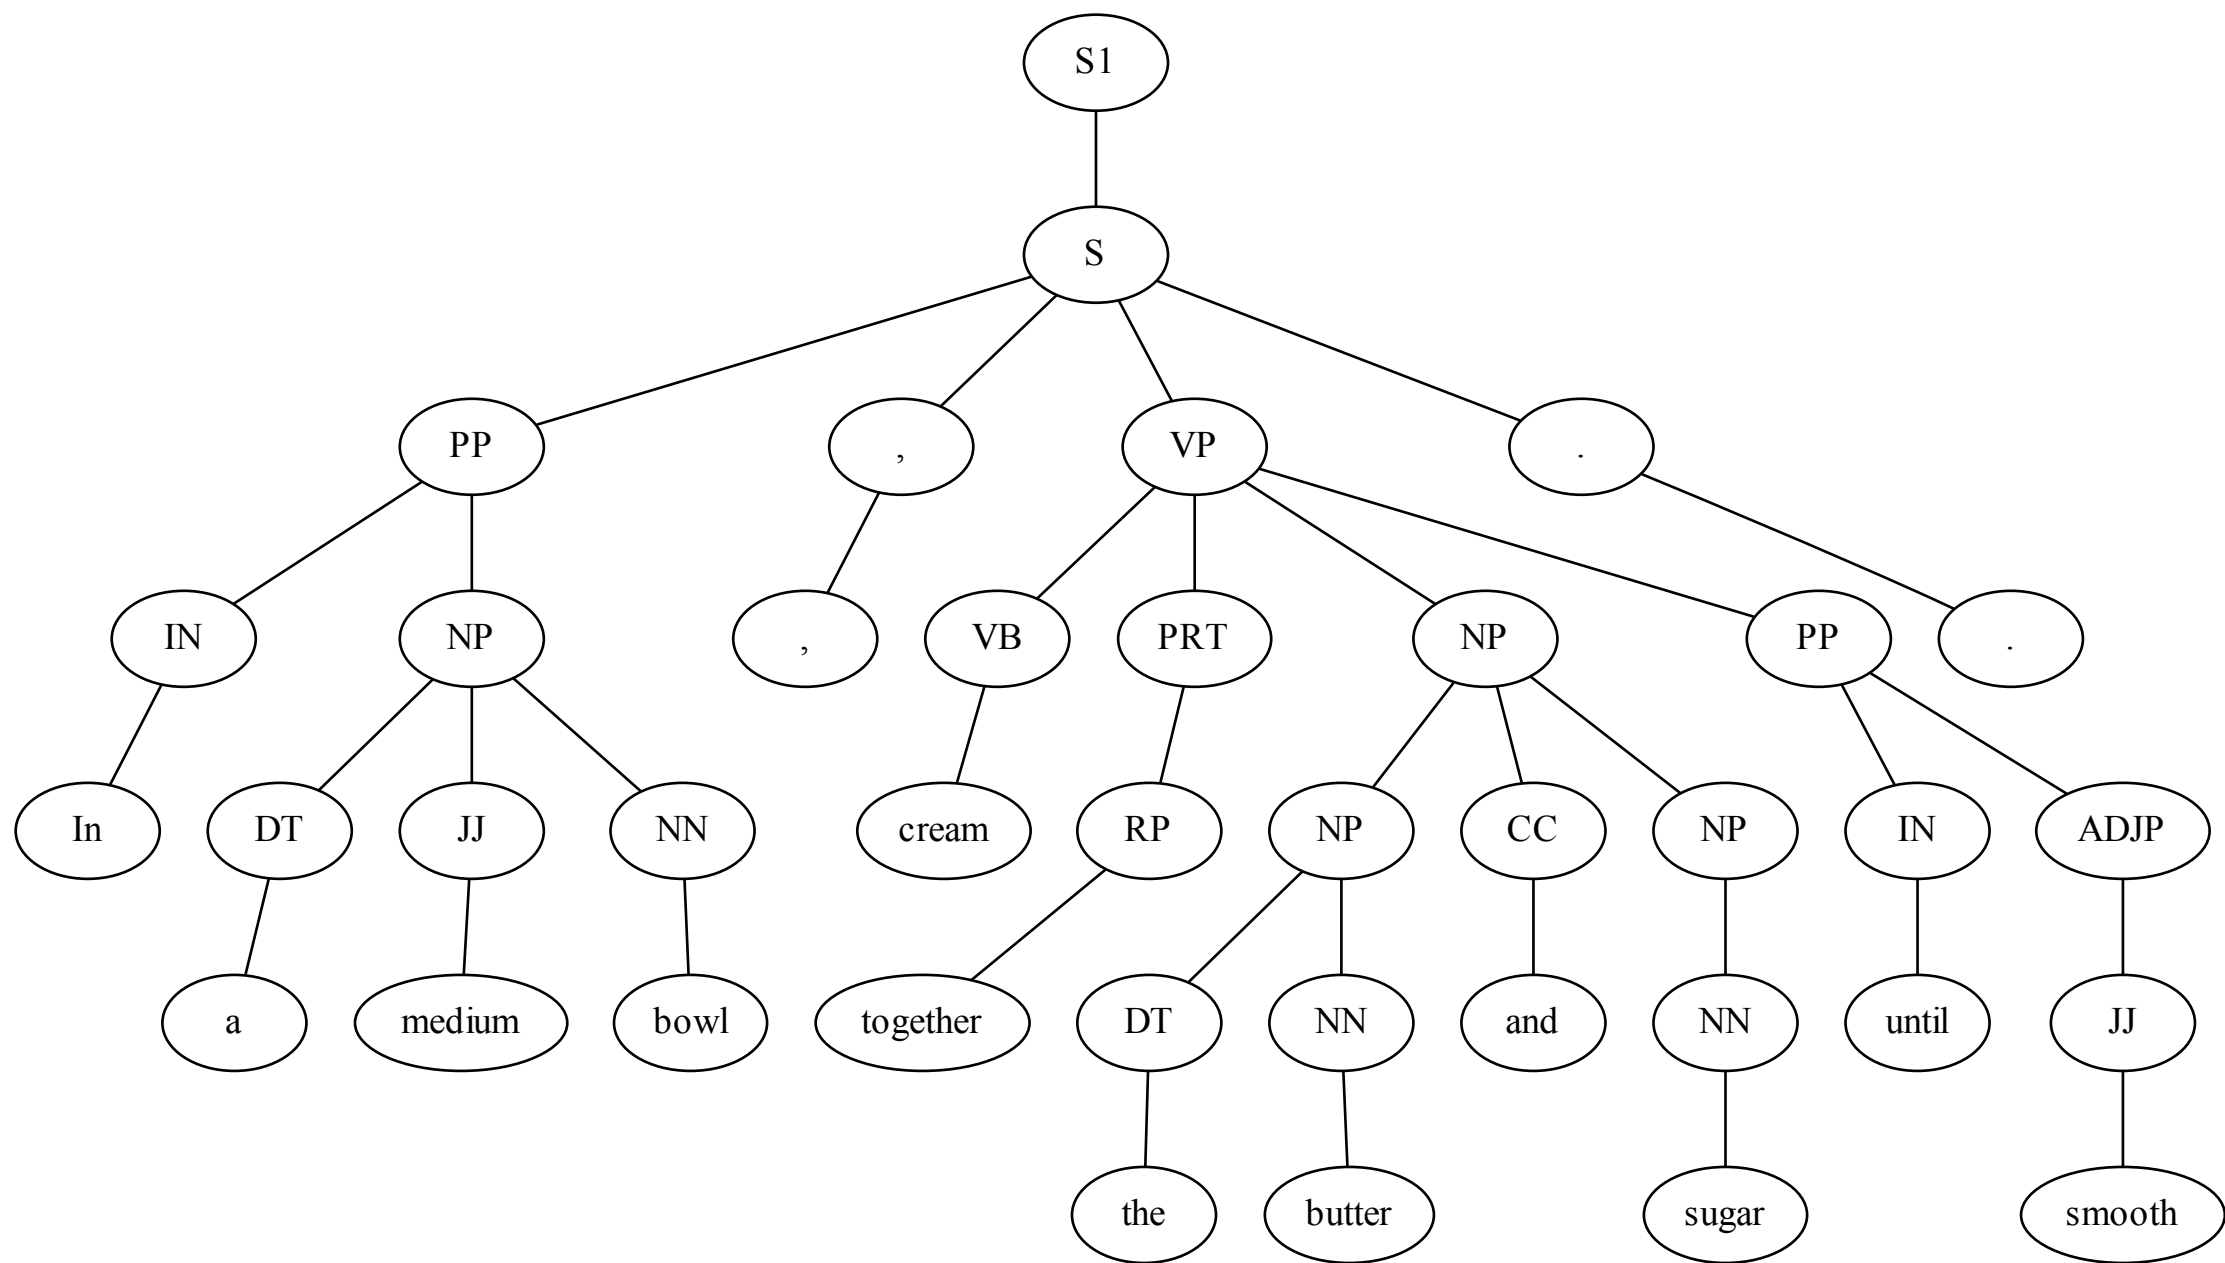 S1
S
PP , VP .
IN NP , VB PRT NP PP .
In DT JJ NN cream RP NP CC NP IN ADJP
a medium bowl together DT NN and NN until JJ
the butter sugar smooth